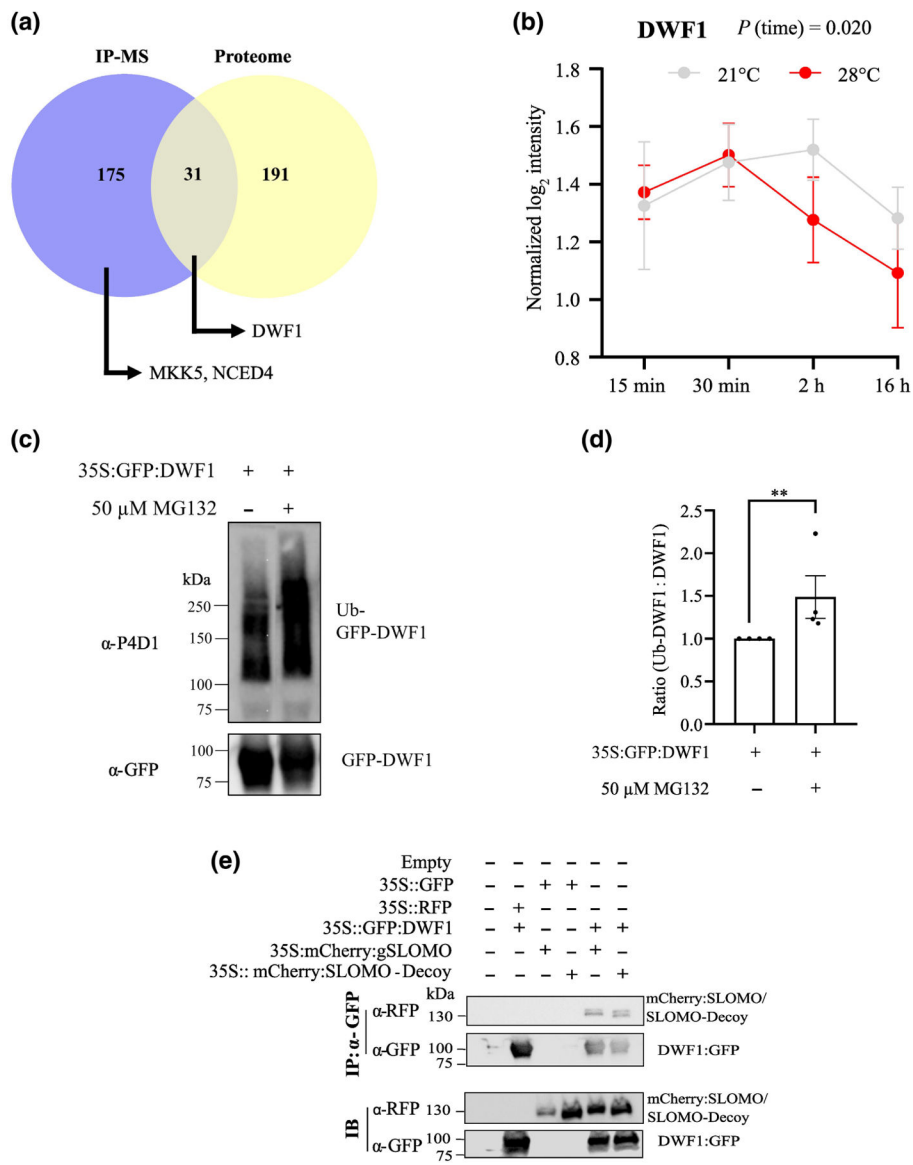 (a)
IP-MS Proteome
175 31 191
DWF1
MKK5, NCED4
(b)
DWF1 P (time) = 0.020
21°C 28°C
Normalized log2 intensity
1.8
1.6
1.4
1.2
1.0
0.8
15 min 30 min 2 h 16 h
(c)
35S:GFP:DWF1 + +
50 µM MG132 – +
kDa
250
150
100
75
α-P4D1
Ub-
GFP-DWF1
100
75
α-GFP
GFP-DWF1
(d)
**
Ratio (Ub-DWF1 : DWF1)
2.5
2.0
1.5
1.0
0.5
0.0
35S:GFP:DWF1 + +
50 µM MG132 – +
(e)
Empty – – – – – –
35S::GFP – – + + – –
35S::RFP – + – – – –
35S::GFP:DWF1 – + – – + +
35S:mCherry:gSLOMO – – + – + –
35S:: mCherry:SLOMO -Decoy – – – + – +
IP: α-GFP
kDa
α-RFP 130 mCherry:SLOMO/
SLOMO-Decoy
α-GFP 100 DWF1:GFP
75
IB
α-RFP 130 mCherry:SLOMO/
SLOMO-Decoy
α-GFP 100 DWF1:GFP
75